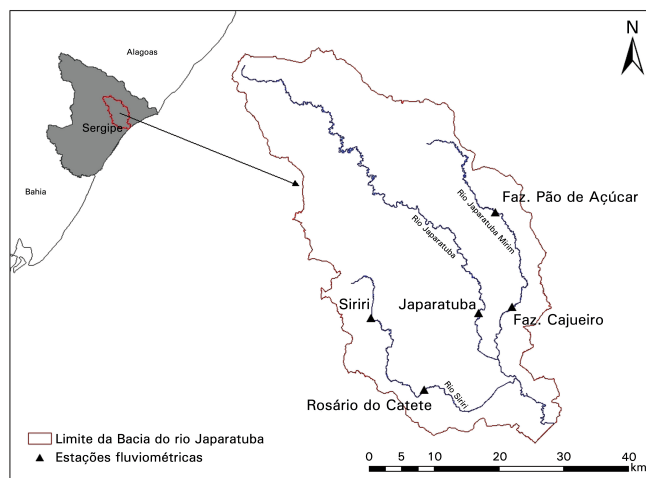 Alagoas
N
Sergipe
Bahia
Faz. Pão de Açúcar
Rio Japaratuba Mirim
Rio Japaratuba
Siriri
Japaratuba
Faz. Cajueiro
Rosário do Catete
Rio Siriri
Limite da Bacia do rio Japaratuba
Estações fluviométricas
0 5 10 20 30 40
km